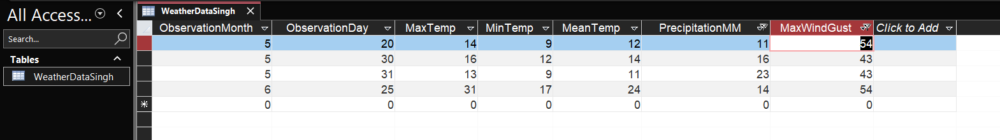 All Access...
Search...
Tables
WeatherDataSingh
WeatherDataSingh
ObservationMonth ObservationDay MaxTemp MinTemp MeanTemp PrecipitationMM MaxWindGust Click to Add
5 20 14 9 12 11 54
5 30 16 12 14 16 43
5 31 13 9 11 23 43
6 25 31 17 24 14 54
0 0 0 0 0 0 0